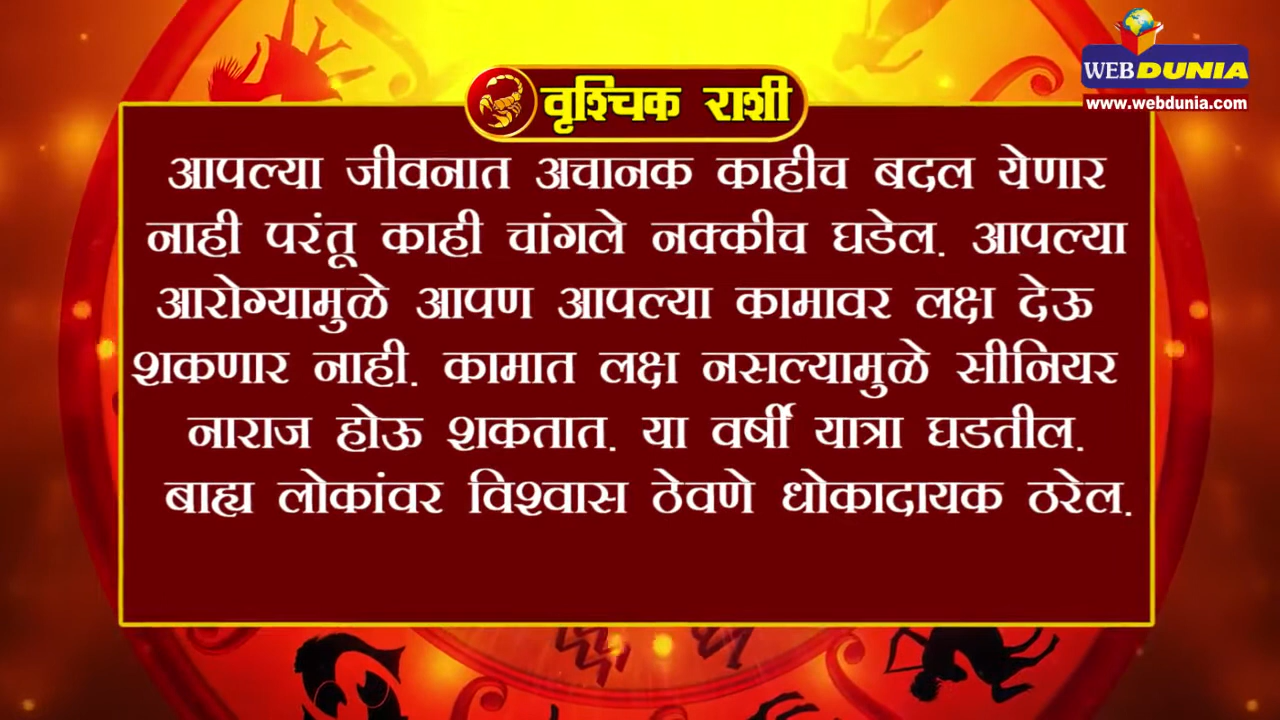 WEBDUNIA
www.webdunia.com
वृश्चिक राशी
आपल्या जीवनात अचानक काहीच बदल येणार
नाही परंतू काही चांगले नक्कीच घडेल. आपल्या
आरोग्यामुळे आपण आपल्या कामावर लक्ष देऊ
शकणार नाही. कामात लक्ष नसल्यामुळे सीनियर
नाराज होऊ शकतात. या वर्षी यात्रा घडतील.
बाह्य लोकांवर विश्वास ठेवणे धोकादायक ठरेल.